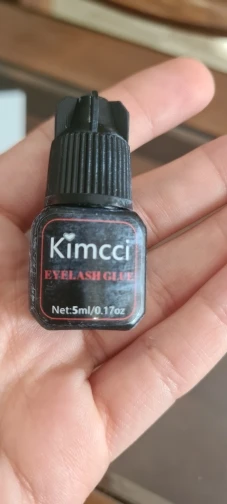 Kimcci
EYELASH GLUE
Net:5ml/0.17oz